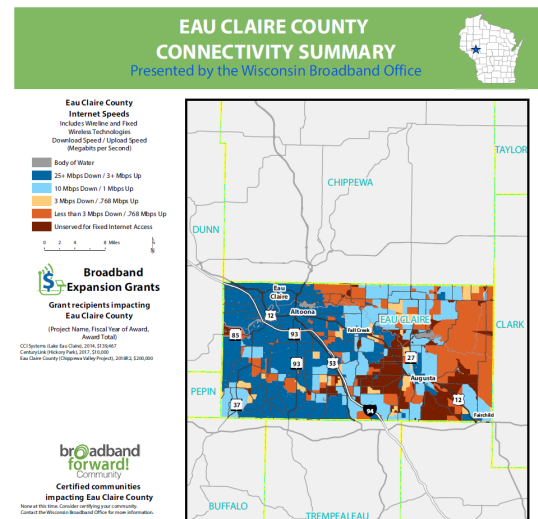 EAU CLAIRE COUNTY
CONNECTIVITY SUMMARY
Presented by the Wisconsin Broadband Office
Eau Claire County
Internet Speeds
Includes Wireline and Fixed
Wireless Technologies
Download Speed / Upload Speed
(Megabits per Second)
Body of Water
25+ Mbps Down / 3+ Mbps Up
10 Mbps Down / 1 Mbps Up
3 Mbps Down / .768 Mbps Up
Less than 3 Mbps Down / .768 Mbps Up
Unserved for Fixed Internet Access
0 2 4 8 Miles
Broadband
Expansion Grants
Grant recipients impacting
Eau Claire County
(Project Name, Fiscal Year of Award,
Award Total)
CCI Systems (Lake Eau Claire), 2014, $139,467
CenturyLink (Hickory Park), 2017, $10,000
Eau Claire County (Chippewa Valley Project), 2018R3, $200,000
broadband
forward!
Community
Certified communities
impacting Eau Claire County
None at this time. Consider certifying your community.
Contact the Wisconsin Broadband Office for more information.
TAYLOR
CHIPPEWA
DUNN
Eau
Claire
12
Altoona
85
93
Fall Creek
EAU CLAIRE
CLARK
93
53
27
Augusta
PEPIN
37
94
12
Fairchild
BUFFALO
TREMPEALEAU